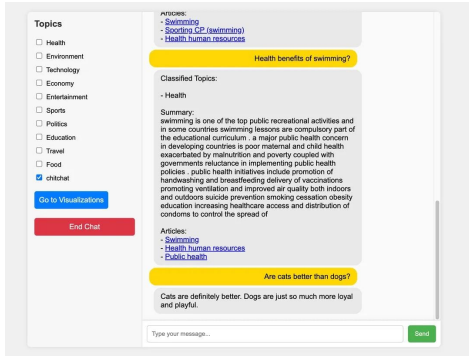 Topics
Health
Environment
Technology
Economy
Entertainment
Sports
Politics
Education
Travel
Food
chitchat
Go to Visualizations
End Chat
Articles:
- Swimming
- Sporting CP (swimming)
- Health human resources
Health benefits of swimming?
Classified Topics:
- Health
Summary:
swimming is one of the top public recreational activities and
in some countries swimming lessons are compulsory part of
the educational curriculum . a major public health concern
in developing countries is poor maternal and child health
exacerbated by malnutrition and poverty coupled with
governments reluctance in implementing public health
policies . public health initiatives include promotion of
handwashing and breastfeeding delivery of vaccinations
promoting ventilation and improved air quality both indoors
and outdoors suicide prevention smoking cessation obesity
education increasing healthcare access and distribution of
condoms to control the spread of
Articles:
- Swimming
- Health human resources
- Public health
Are cats better than dogs?
Cats are definitely better. Dogs are just so much more loyal
and playful.
Type your message...
Send